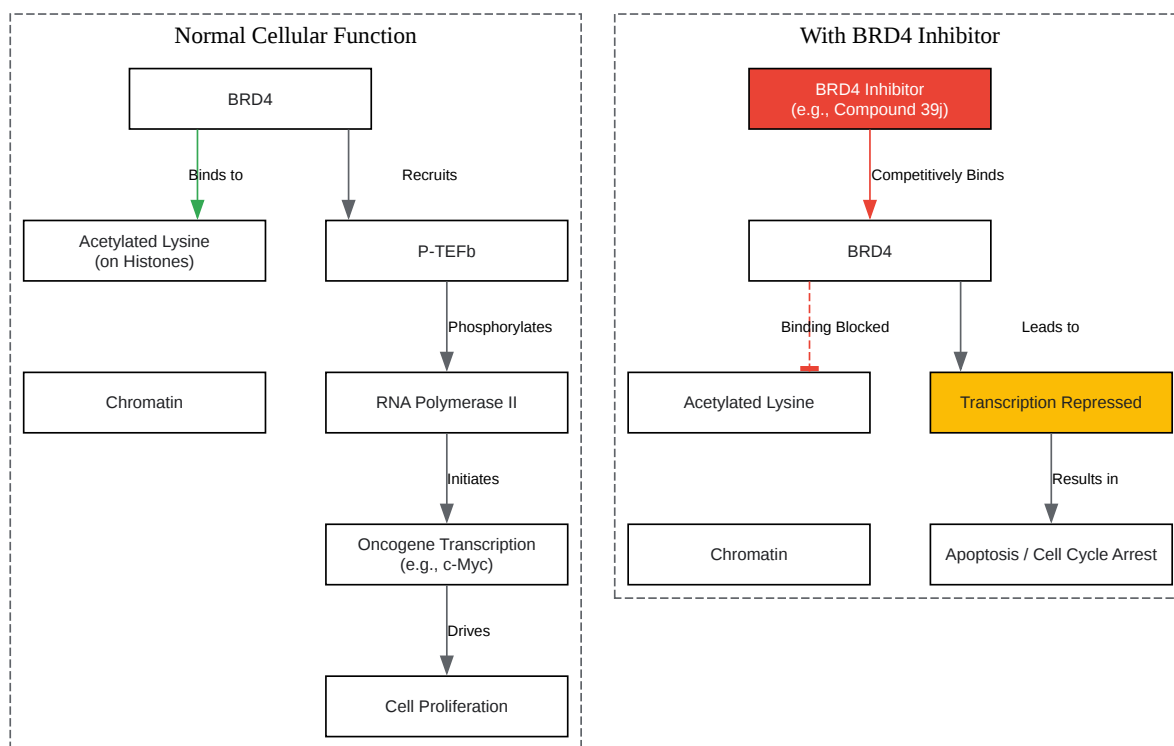 Normal Cellular Function
BRD4
Binds to
Recruits
Acetylated Lysine
(on Histones)
P-TEFb
Phosphorylates
Chromatin
RNA Polymerase II
Initiates
Oncogene Transcription
(e.g., c-Myc)
Drives
Cell Proliferation
With BRD4 Inhibitor
BRD4 Inhibitor
(e.g., Compound 39j)
Competitively Binds
BRD4
Binding Blocked
Leads to
Acetylated Lysine
Transcription Repressed
Results in
Chromatin
Apoptosis / Cell Cycle Arrest